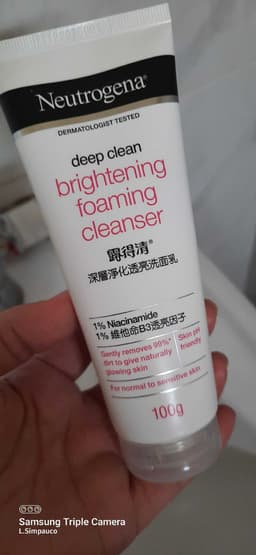 Neutrogena®
DERMATOLOGIST TESTED
deep clean
brightening
foaming
cleanser
露得清®
深層淨化透亮洗面乳
1% Niacinamide
1% 維他命B3透亮因子
Gently removes 99%*
dirt to give naturally
glowing skin
Skin pH
friendly
For normal to sensitive skin
100g
Samsung Triple Camera
L.Simpauco